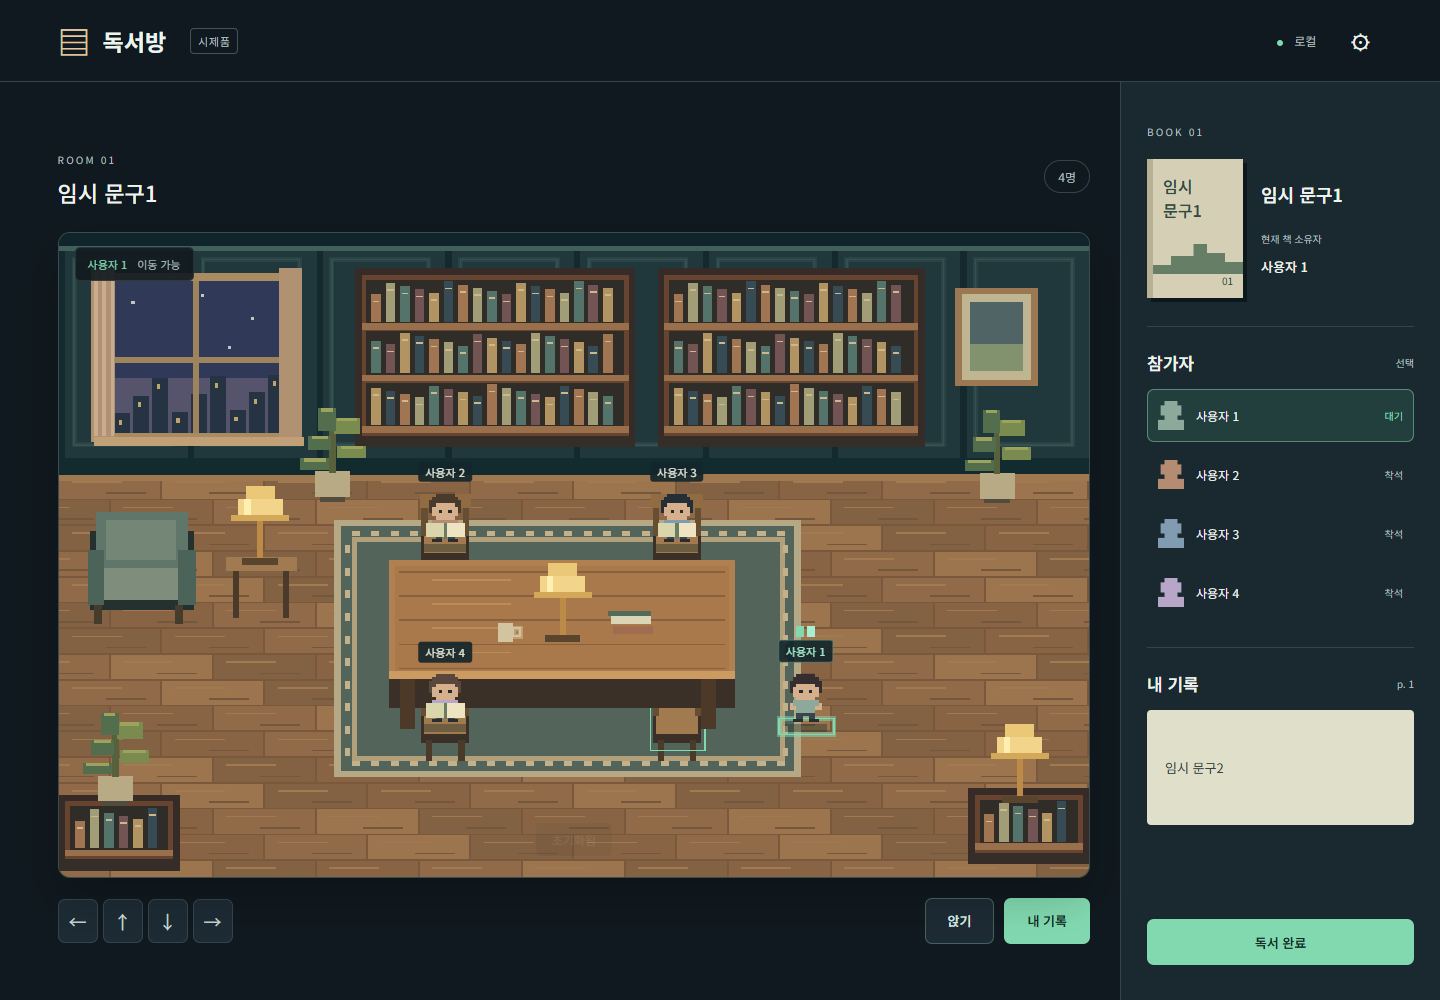 독서방
시제품
로컬
ROOM 01
임시 문구1
4명
사용자 1 이동 가능
사용자 2
사용자 3
사용자 4
사용자 1
초기화됨
← ↑ ↓ →
앉기
내 기록
BOOK 01
임시
문구1
01
임시 문구1
현재 책 소유자
사용자 1
참가자
선택
사용자 1
대기
사용자 2
착석
사용자 3
착석
사용자 4
착석
내 기록
p. 1
임시 문구2
독서 완료